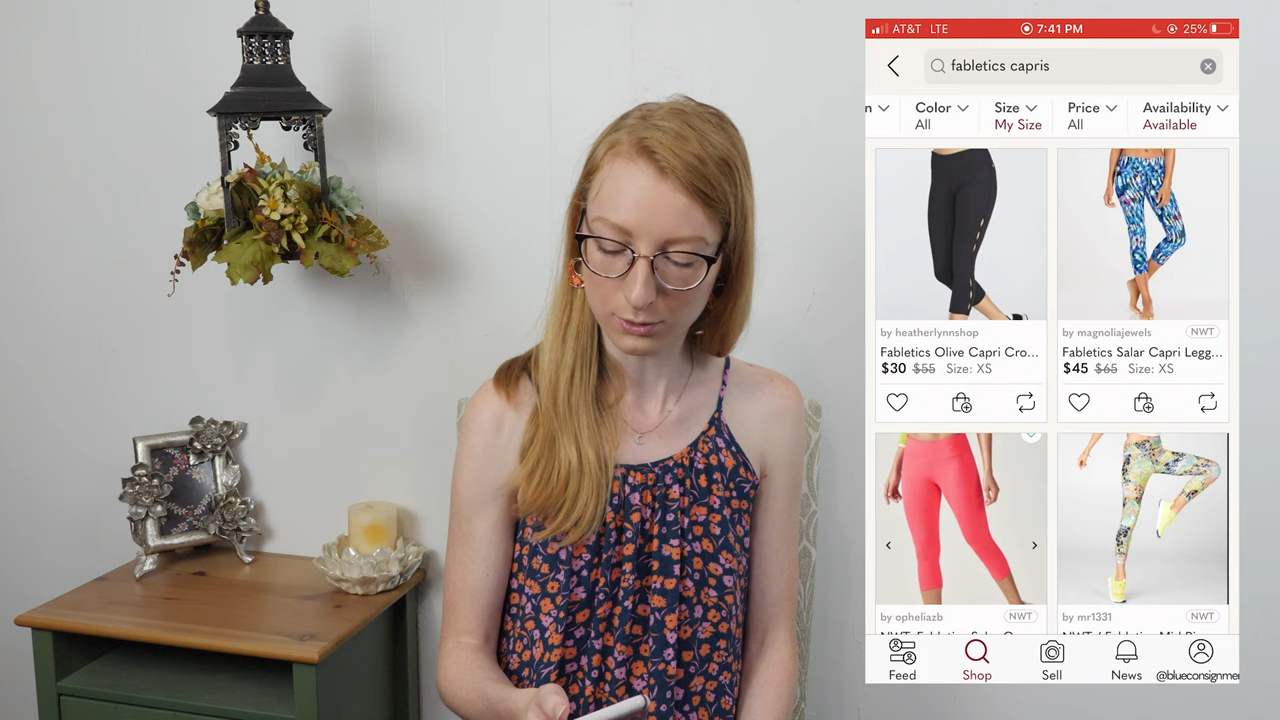 AT&T LTE 7:41 PM 25%
fabletics capris
n Color Size Price Availability
All My Size All Available
by heatherlynnshop
Fabletics Olive Capri Cro...
$30 $55 Size: XS
by magnoliajewels NWT
Fabletics Salar Capri Legg...
$45 $65 Size: XS
by opheliazb NWT
by mr1331 NWT
Feed Shop Sell News @blueconsignme